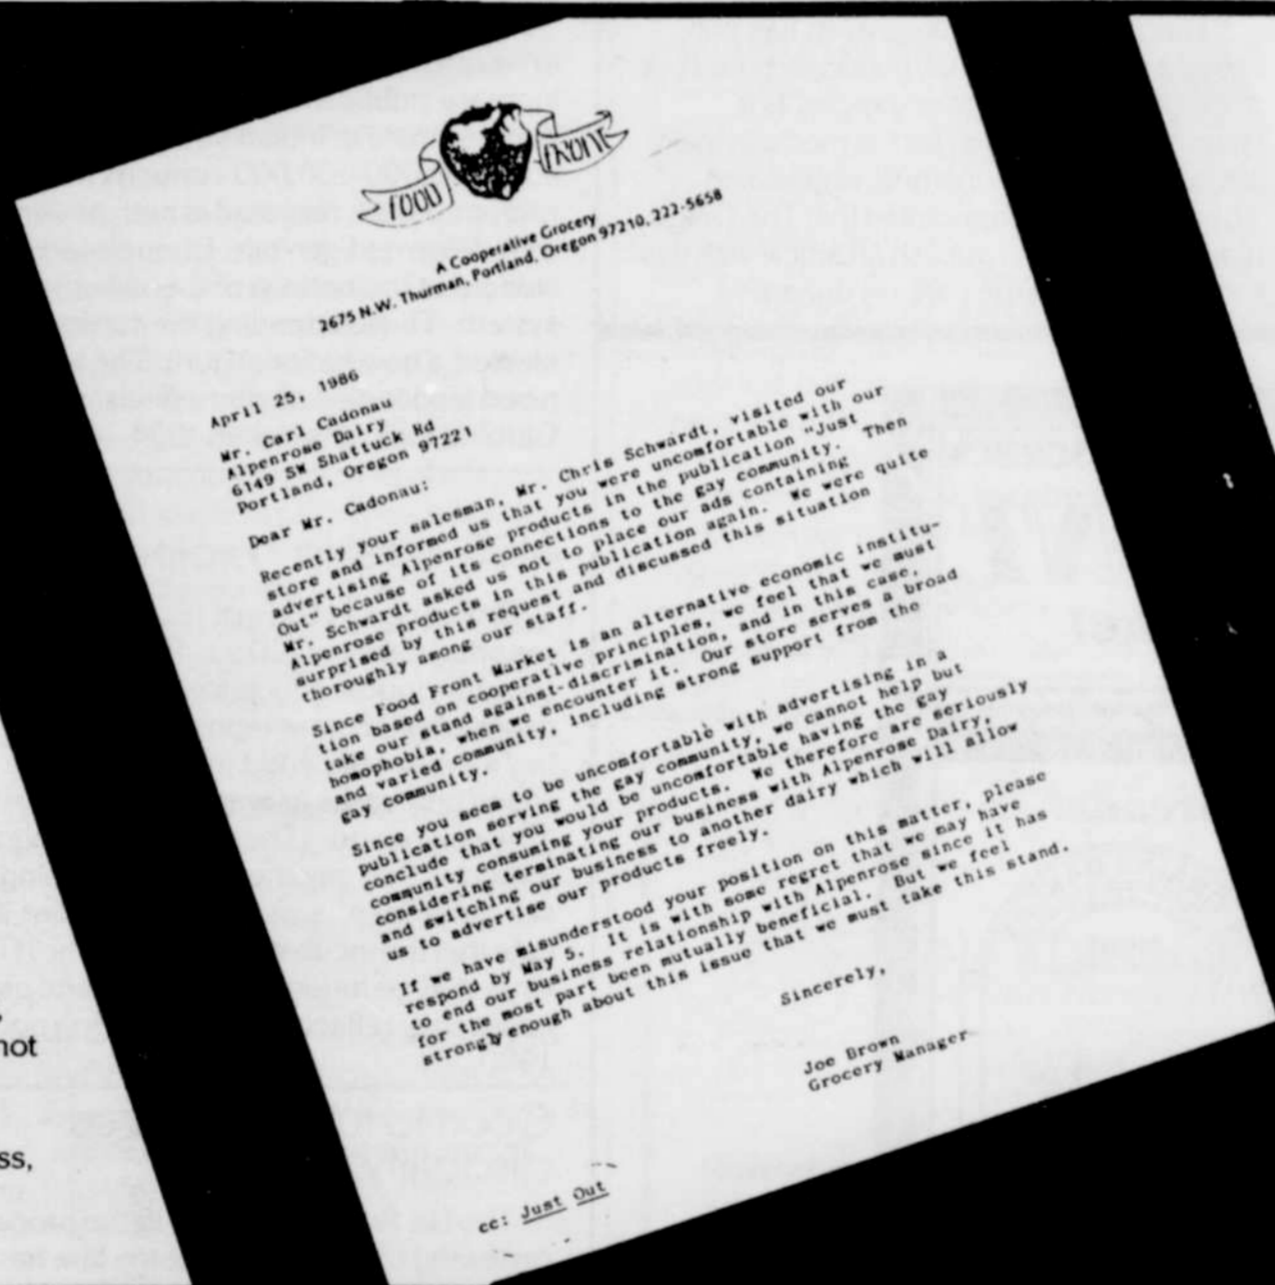 FOOD FRONT
A Cooperative Grocery
2675 N.W. Thurman, Portland, Oregon 97210, 222-5658
April 25, 1986
Mr. Carl Cadonau
Alpenrose Dairy
6149 SW Shattuck Rd
Portland, Oregon 97221
Dear Mr. Cadonau:
Recently your salesman, Mr. Chris Schwardt, visited our
store and informed us that you were uncomfortable with our
advertising Alpenrose products in the publication "Just
Out" because of its connections to the gay community. Then
Mr. Schwardt asked us not to place our ads containing
Alpenrose products in this publication again. We were quite
surprised by this request and discussed this situation
thoroughly among our staff.
Since Food Front Market is an alternative economic institu-
tion based on cooperative principles, we feel that we must
take our stand against-discrimination, and in this case,
homophobia, when we encounter it. Our store serves a broad
and varied community, including strong support from the
gay community.
Since you seem to be uncomfortable with advertising in a
publication serving the gay community, we cannot help but
conclude that you would be uncomfortable having the gay
community consuming your products. We therefore are seriously
considering terminating our business with Alpenrose Dairy,
and switching our business to another dairy which will allow
us to advertise our products freely.
If we have misunderstood your position on this matter, please
respond by May 5. It is with some regret that we may have
to end our business relationship with Alpenrose since it has
for the most part been mutually beneficial. But we feel
strongly enough about this issue that we must take this stand.
Sincerely,
Joe Brown
Grocery Manager
cc: Just Out
not
ss,